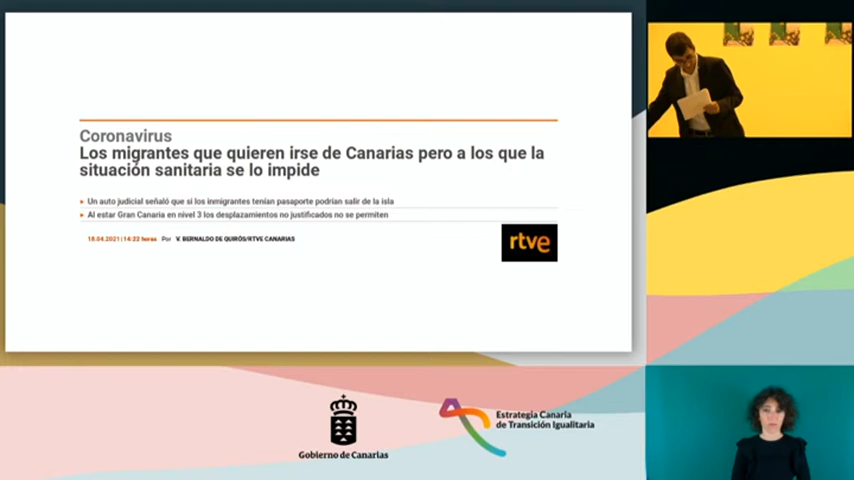 Coronavirus
Los migrantes que quieren irse de Canarias pero a los que la
situación sanitaria se lo impide
Un auto judicial señaló que si los inmigrantes tenían pasaporte podrían salir de la isla
Al estar Gran Canaria en nivel 3 los desplazamientos no justificados no se permiten
18.04.2021 | 14:22 horas Por V. BERNALDO DE QUIRÓS/RTVE CANARIAS
rtve
Gobierno de Canarias
Estrategia Canaria
de Transición Igualitaria